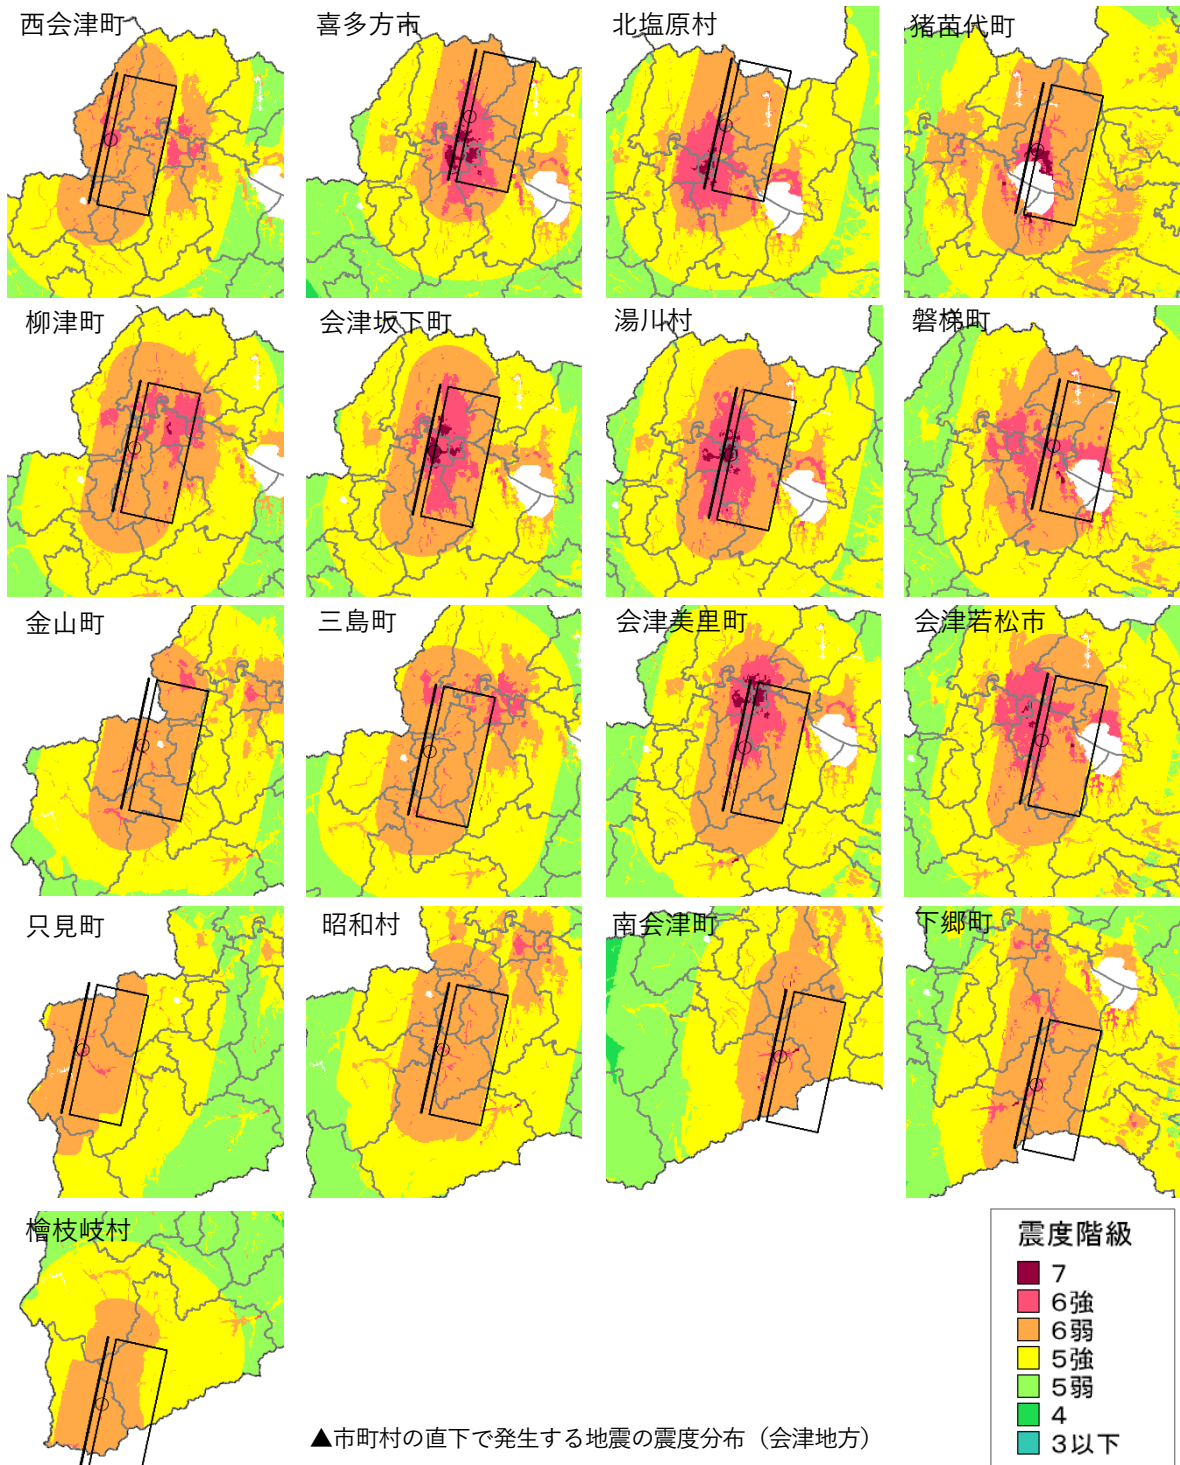 西会津町
喜多方市
北塩原村
猪苗代町
柳津町
会津坂下町
湯川村
磐梯町
金山町
三島町
会津美里町
会津若松市
只見町
昭和村
南会津町
下郷町
檜枝岐村
震度階級
7
6強
6弱
5強
5弱
4
3以下
▲市町村の直下で発生する地震の震度分布（会津地方）